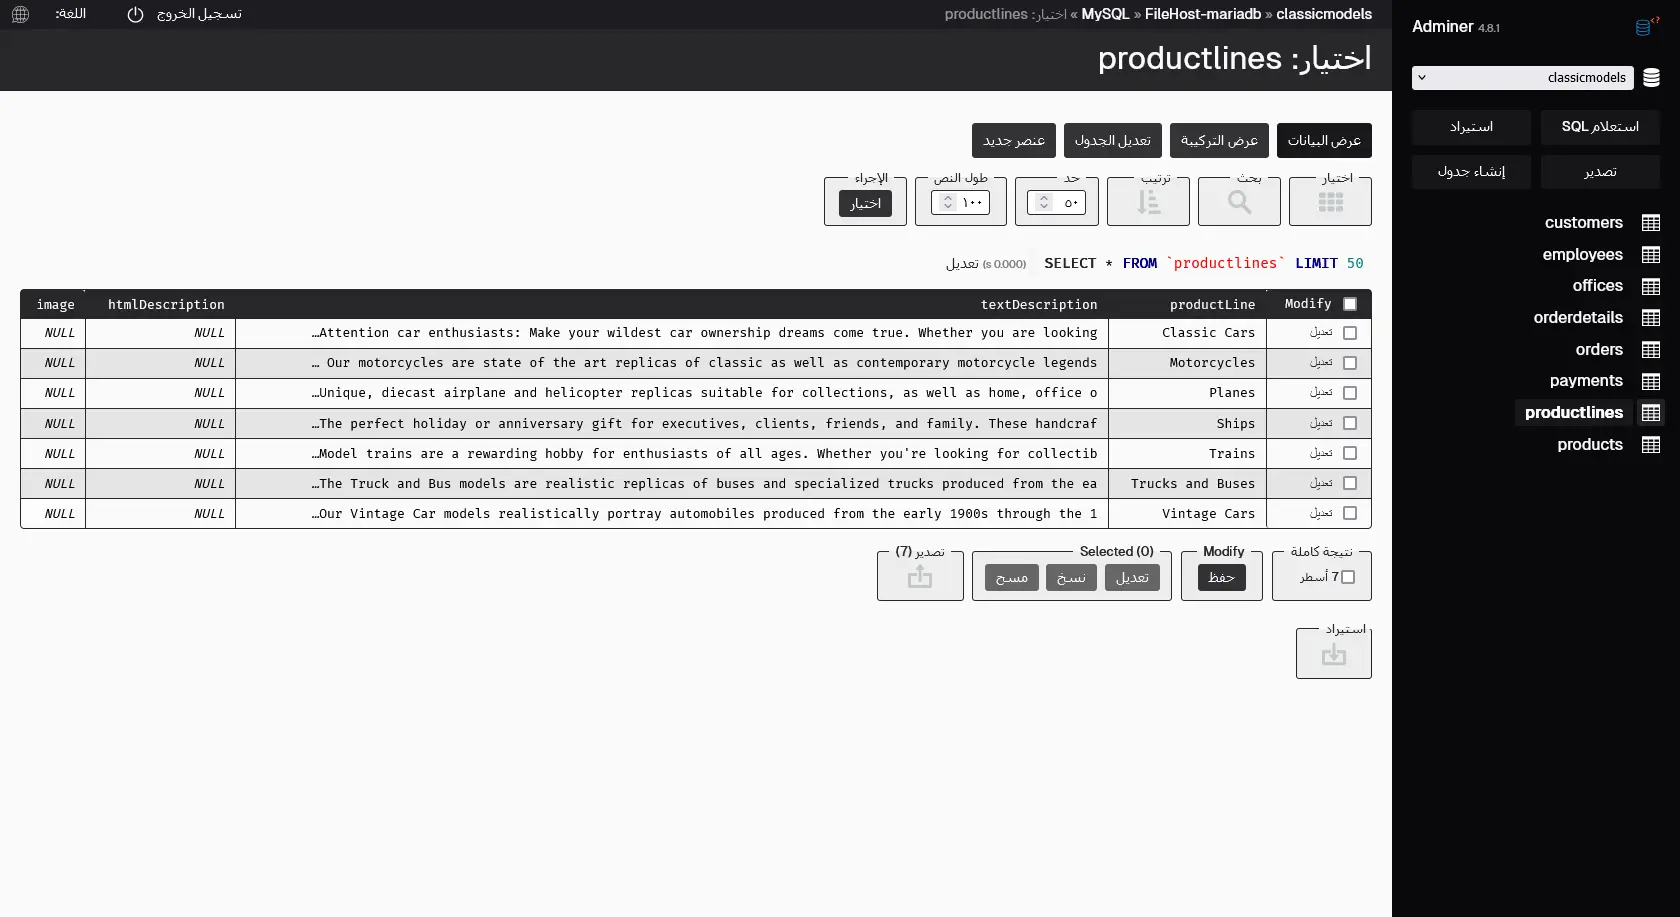 Adminer 4.8.1
classicmodels
استعلام SQL
استيراد
تصدير
إنشاء جدول
customers
employees
offices
orderdetails
orders
payments
productlines
products
classicmodels » FileHost-mariadb » MySQL » اختيار: productlines
تسجيل الخروج
اللغة:
اختيار: productlines
عرض البيانات
عرض التركيبة
تعديل الجدول
عنصر جديد
اختيار
بحث
ترتيب
حد
٥٠
طول النص
١٠٠
الإجراء
اختيار
SELECT * FROM `productlines` LIMIT 50 (0.000 s) تعديل
Modify productLine textDescription htmlDescription image
تعديل Classic Cars Attention car enthusiasts: Make your wildest car ownership dreams come true. Whether you are looking… NULL NULL
تعديل Motorcycles Our motorcycles are state of the art replicas of classic as well as contemporary motorcycle legends … NULL NULL
تعديل Planes Unique, diecast airplane and helicopter replicas suitable for collections, as well as home, office o… NULL NULL
تعديل Ships The perfect holiday or anniversary gift for executives, clients, friends, and family. These handcraf… NULL NULL
تعديل Trains Model trains are a rewarding hobby for enthusiasts of all ages. Whether you're looking for collectib… NULL NULL
تعديل Trucks and Buses The Truck and Bus models are realistic replicas of buses and specialized trucks produced from the ea… NULL NULL
تعديل Vintage Cars Our Vintage Car models realistically portray automobiles produced from the early 1900s through the 1… NULL NULL
نتيجة كاملة
7 أسطر
Modify
حفظ
Selected (0)
تعديل
نسخ
مسح
تصدير (7)
استيراد